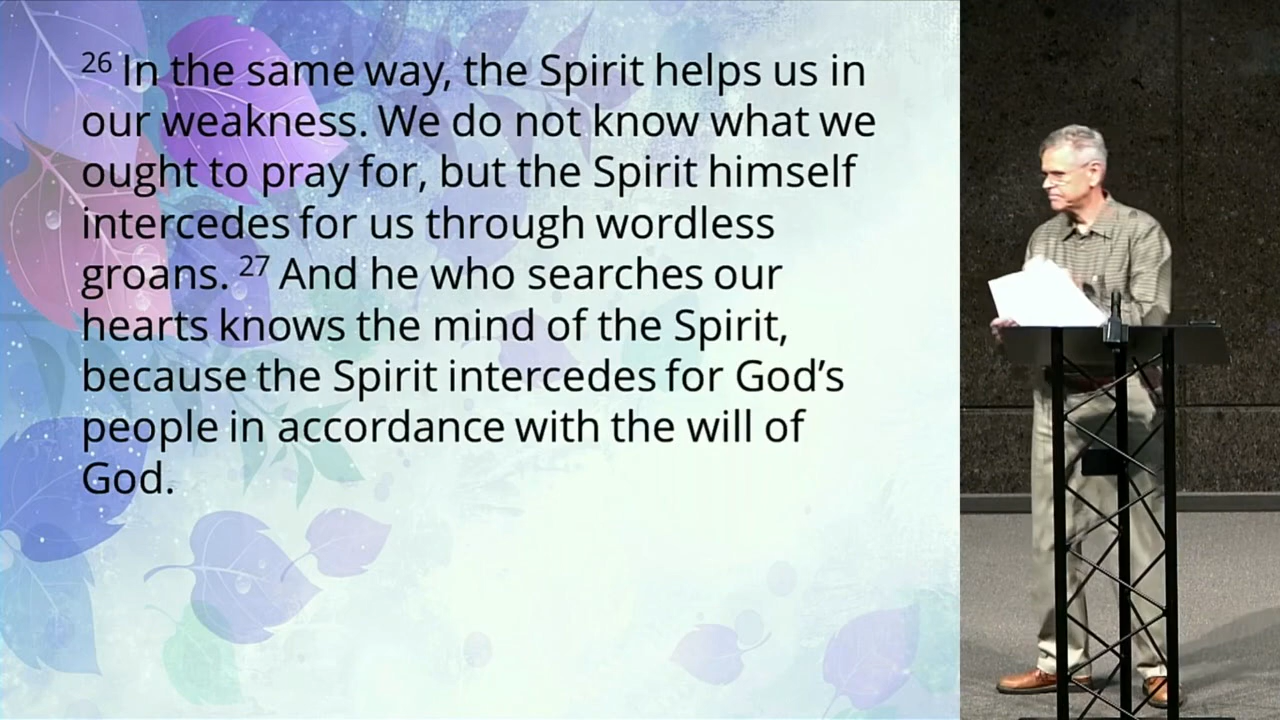 26 In the same way, the Spirit helps us in
our weakness. We do not know what we
ought to pray for, but the Spirit himself
intercedes for us through wordless
groans. 27 And he who searches our
hearts knows the mind of the Spirit,
because the Spirit intercedes for God’s
people in accordance with the will of
God.